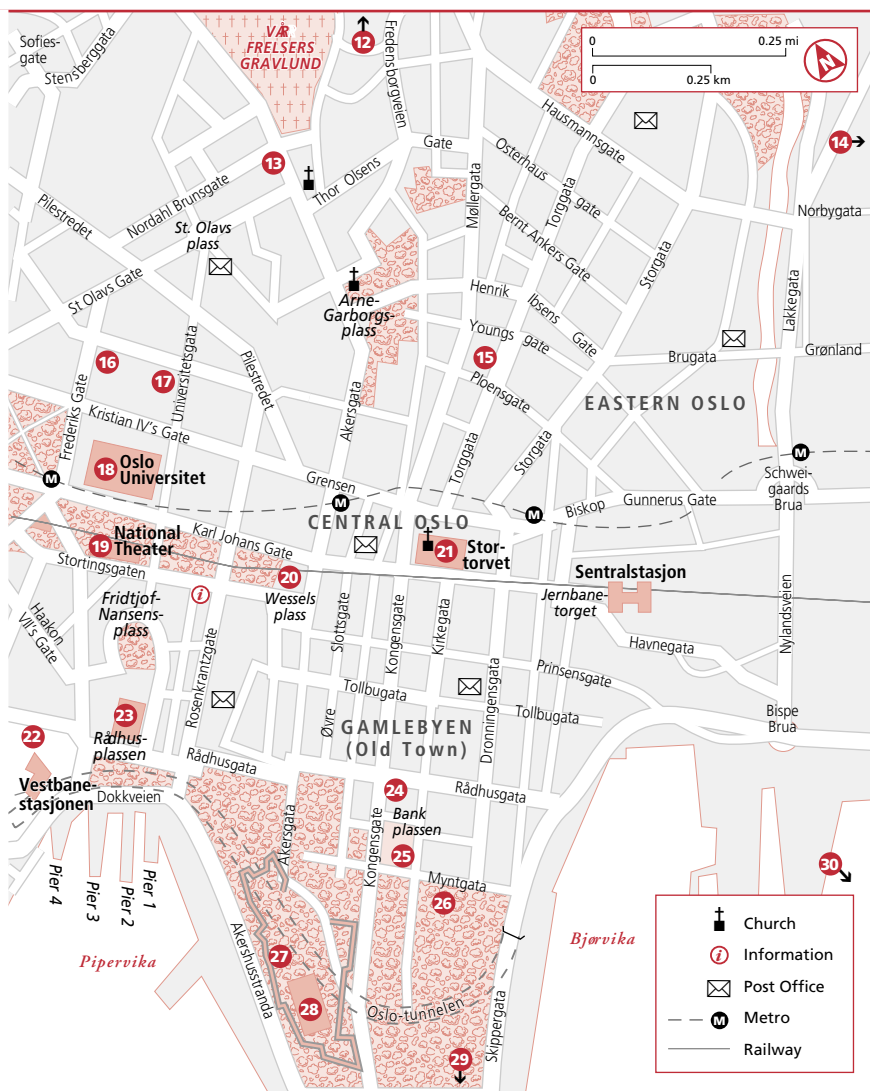 VÅR
FRELSERS
GRAVLUND
12
Fredensborgveien
0 0.25 mi
0 0.25 km
N
Sofies-
gate
Stensberggata
Hausmannsgate
14
13
Gate
Thor Olsens
Osterhaus gate
Møllergata
Torggata
Pilestredet
Nordahl Brunsgate
St. Olavs
plass
Bernt Ankers Gate
Storgata
Norbygata
Lakkegata
St.Olavs Gate
Arne-
Garborgs-
plass
Henrik Ibsens Gate
Youngs gate
15
Brugata
Grønland
16
17
Universitetsgata
Pilestredet
Akersgata
Ploensgate
EASTERN OSLO
Frederiks Gate
Kristian IV's Gate
18
Oslo
Universitet
Grensen
Torggata
Storgata
M
M
M
M
Schwei-
gaards
Brua
Biskop Gunnerus Gate
CENTRAL OSLO
19
National
Theater
Karl Johans Gate
21
Stor-
torvet
Stortingsgaten
20
Wessels
plass
Sentralstasjon
Jernbane-
torget
i
Fridtjof-
Nansens-
plass
Haakon
VII's Gate
Rosenkrantzgate
Slottsgate
Øvre
Kongensgate
Kirkegata
Dronningensgata
Prinsensgate
Havnegata
Nylandsveien
Tollbugata
Tollbugata
GAMLEBYEN
(Old Town)
Bispe
Brua
22
23
Rådhus-
plassen
Rådhusgata
Rådhusgata
Vestbane-
stasjonen
Dokkveien
24
Bank
plassen
25
Akersgata
Kongensgate
Myntgata
26
30
Pier 4
Pier 3
Pier 2
Pier 1
Pipervika
Akershusstranda
27
28
Oslo-tunnelen
Skippergata
29
Bjørvika
Church
i Information
Post Office
M Metro
Railway